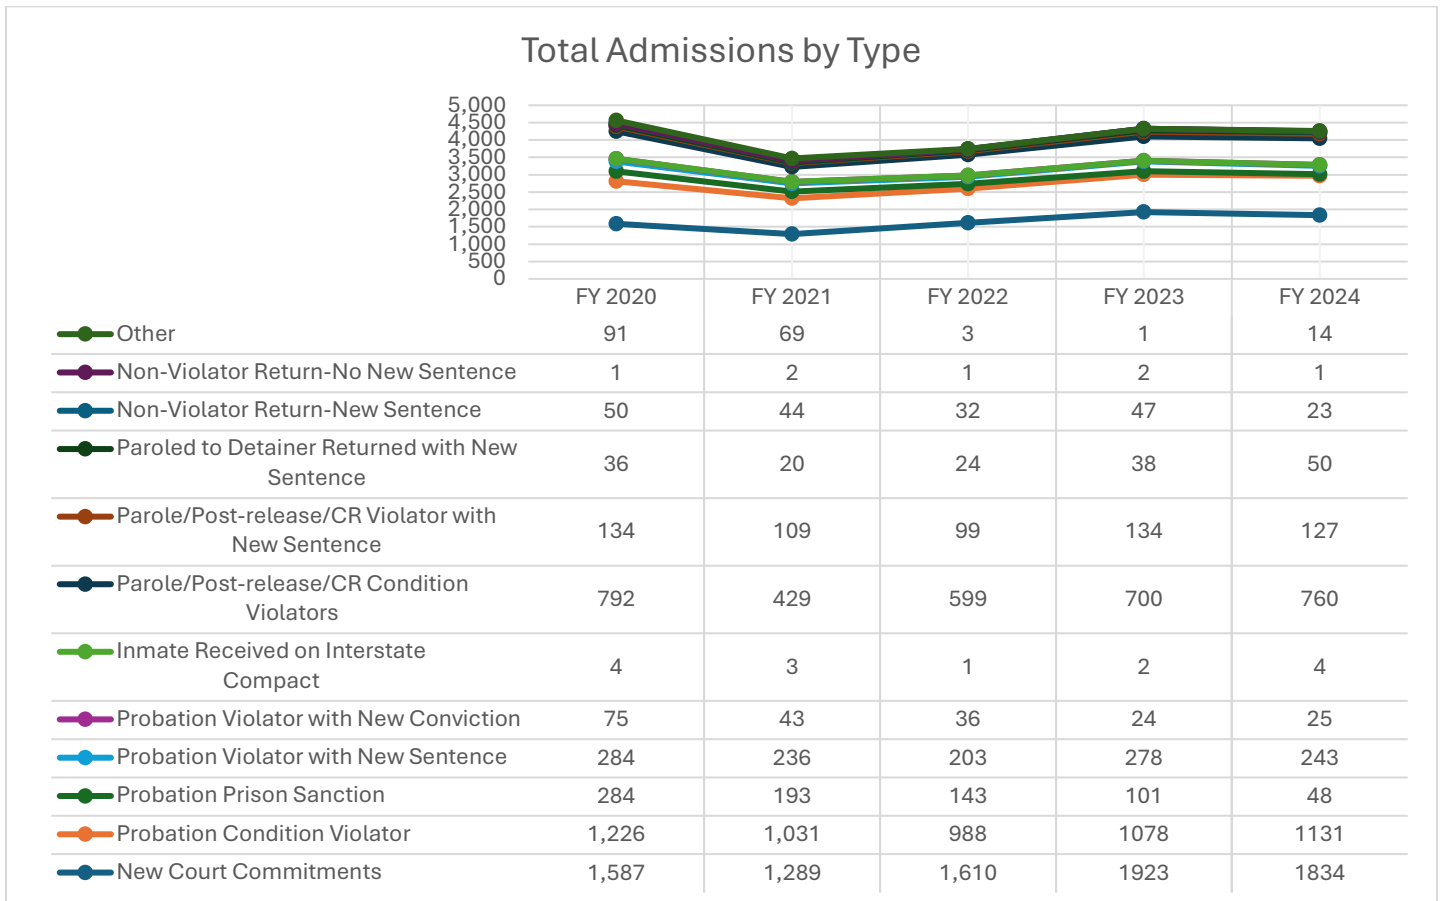 Total Admissions by Type
5,000
4,500
4,000
3,500
3,000
2,500
2,000
1,500
1,000
500
0
FY 2020 FY 2021 FY 2022 FY 2023 FY 2024
Other 91 69 3 1 14
Non-Violator Return-No New Sentence 1 2 1 2 1
Non-Violator Return-New Sentence 50 44 32 47 23
Paroled to Detainer Returned with New
Sentence 36 20 24 38 50
Parole/Post-release/CR Violator with
New Sentence 134 109 99 134 127
Parole/Post-release/CR Condition
Violators 792 429 599 700 760
Inmate Received on Interstate
Compact 4 3 1 2 4
Probation Violator with New Conviction 75 43 36 24 25
Probation Violator with New Sentence 284 236 203 278 243
Probation Prison Sanction 284 193 143 101 48
Probation Condition Violator 1,226 1,031 988 1078 1131
New Court Commitments 1,587 1,289 1,610 1923 1834